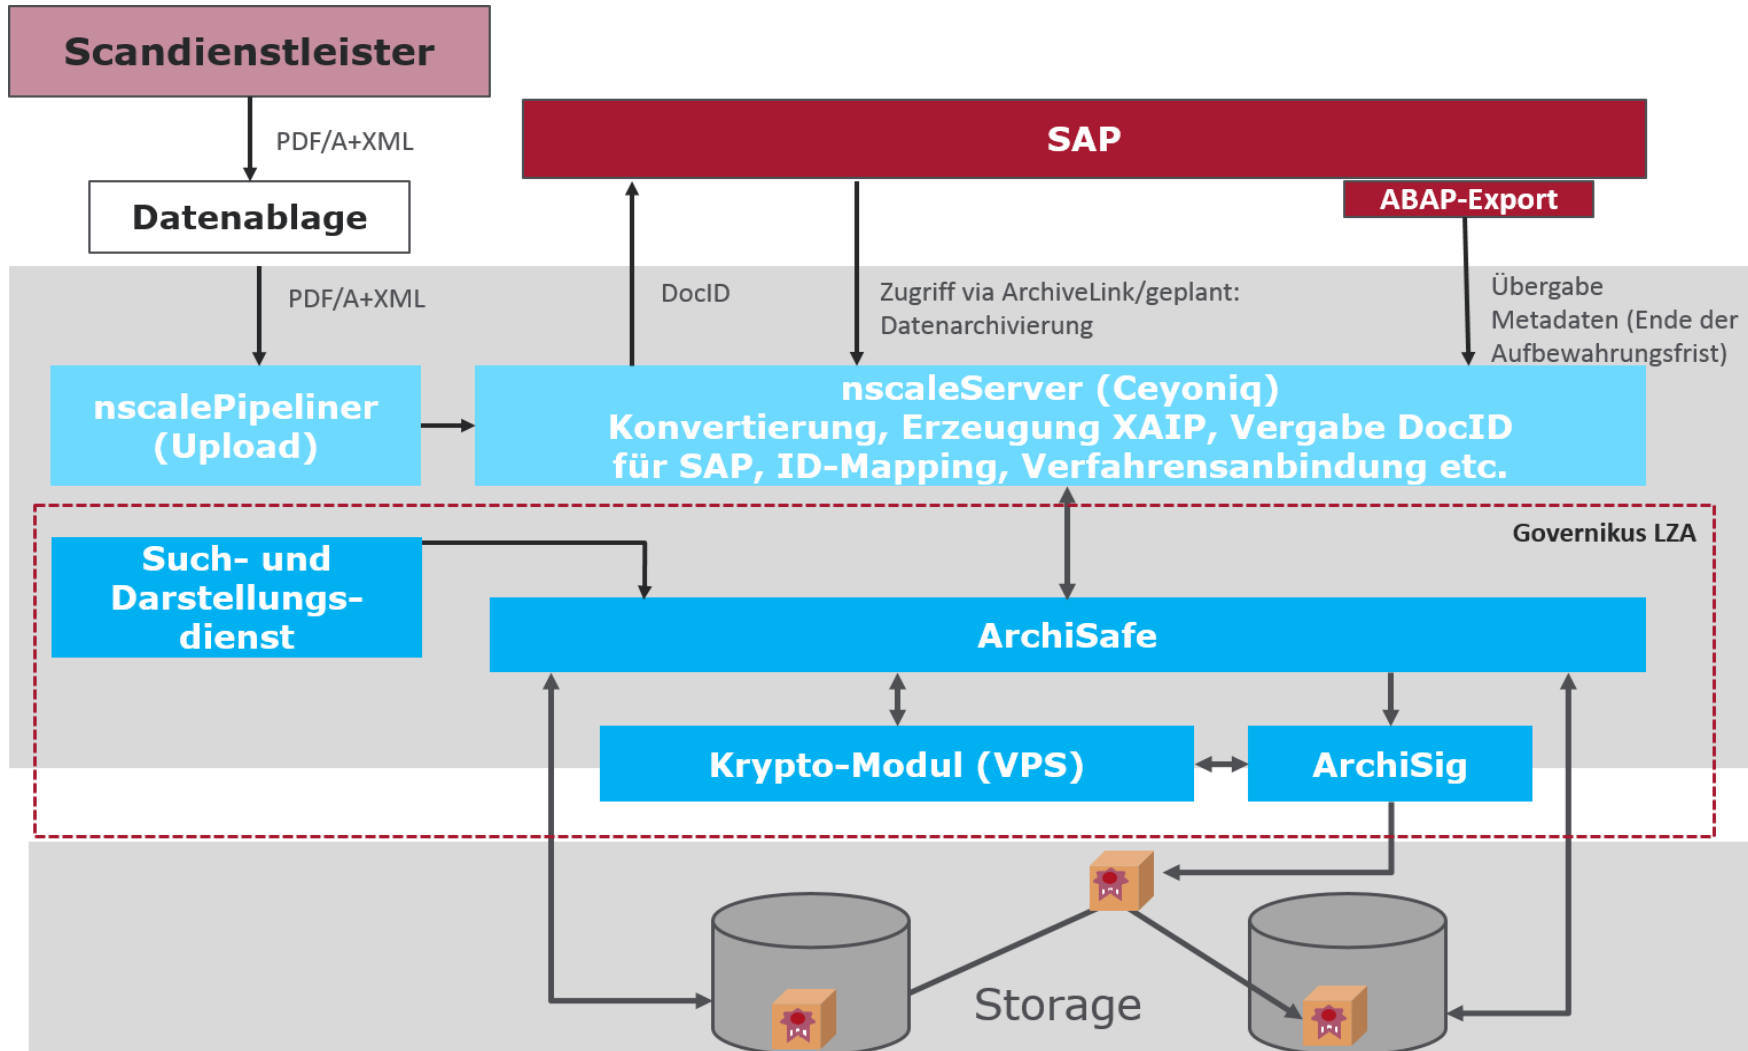 Scandienstleister
PDF/A+XML
SAP
ABAP-Export
Datenablage
PDF/A+XML
DocID
Zugriff via ArchiveLink/geplant:
Datenarchivierung
Übergabe
Metadaten (Ende der
Aufbewahrungsfrist)
nscalePipeliner
(Upload)
nscaleServer (Ceyoniq)
Konvertierung, Erzeugung XAIP, Vergabe DocID
für SAP, ID-Mapping, Verfahrensanbindung etc.
Governikus LZA
Such- und
Darstellungs-
dienst
ArchiSafe
Krypto-Modul (VPS)
ArchiSig
Storage